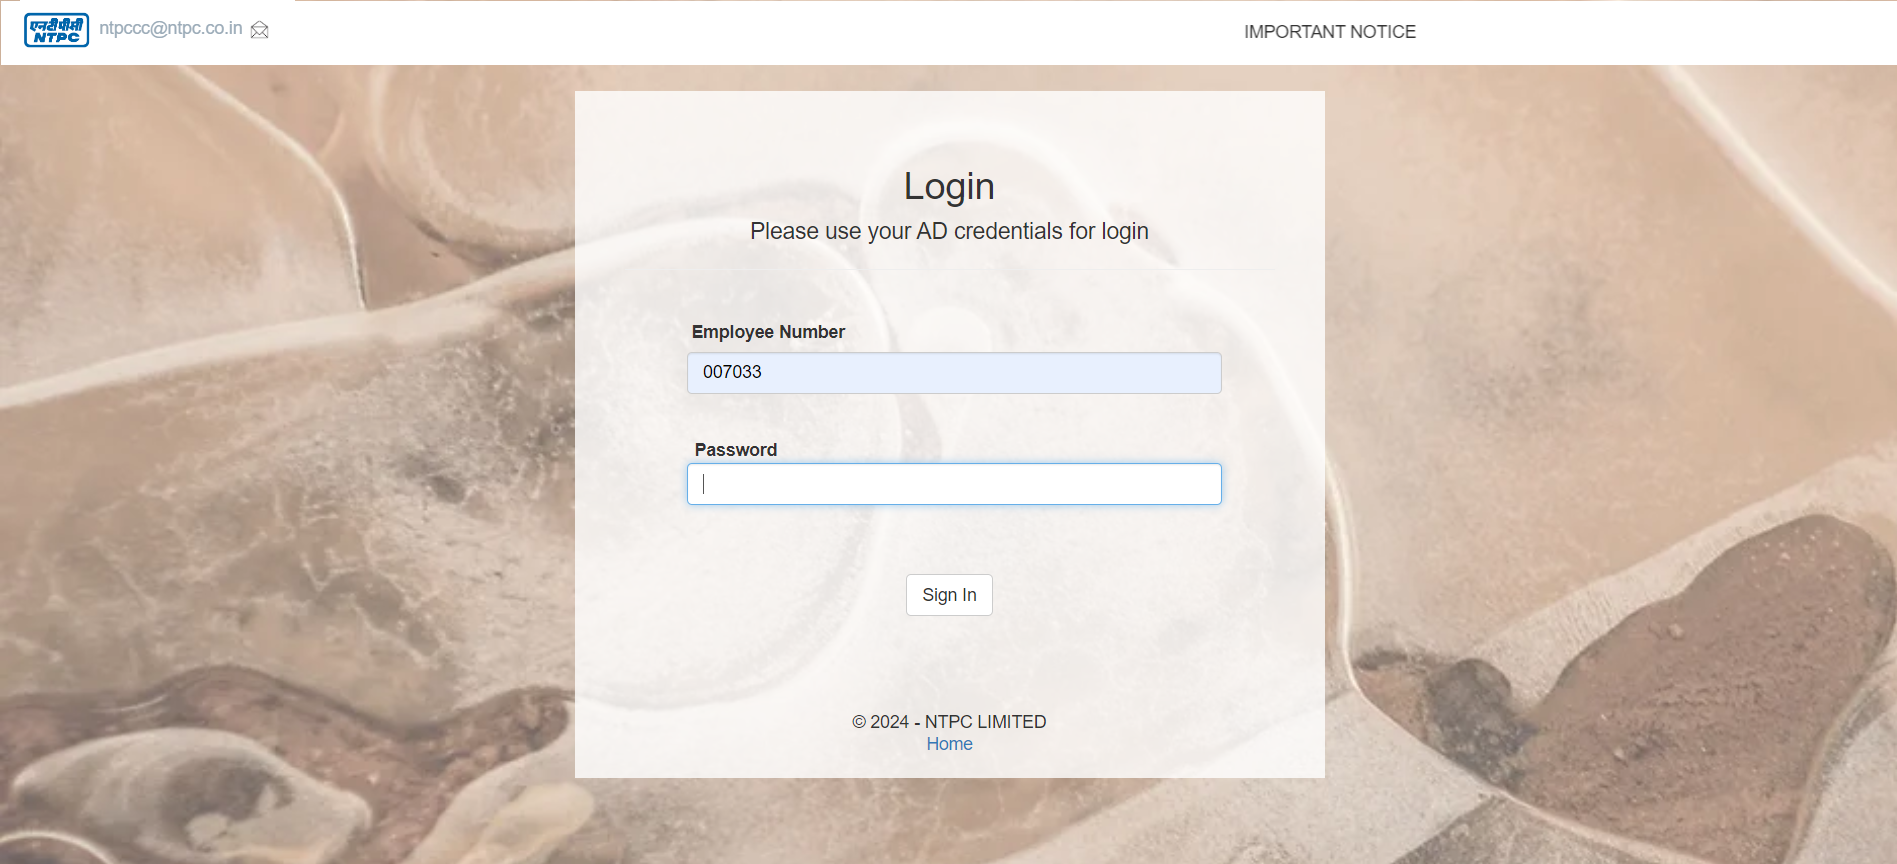 एनटीपीसी
NTPC
ntpccc@ntpc.co.in
IMPORTANT NOTICE
Login
Please use your AD credentials for login
Employee Number
007033
Password
Sign In
© 2024 - NTPC LIMITED
Home